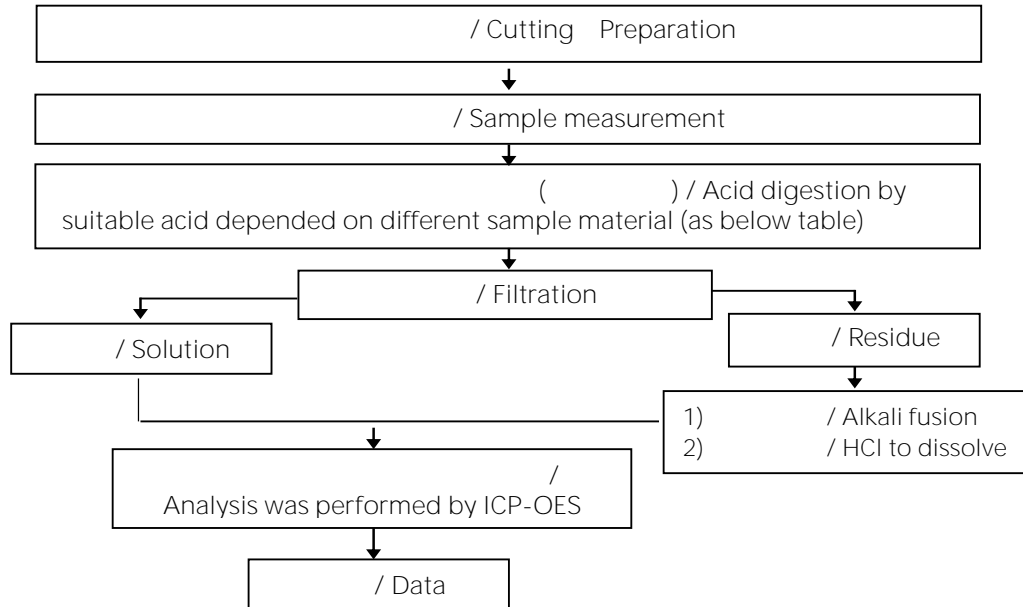 / Cutting Preparation
/ Sample measurement
( ) / Acid digestion by
suitable acid depended on different sample material (as below table)
/ Filtration
/ Solution
/ Residue
1) / Alkali fusion
2) / HCl to dissolve
/
Analysis was performed by ICP-OES
/ Data